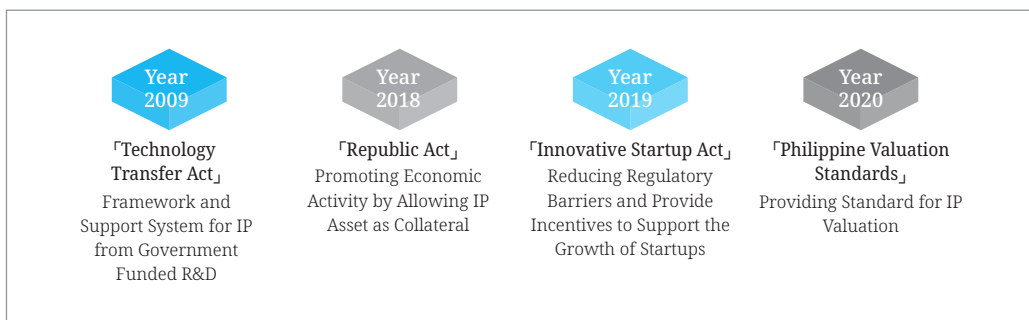 Year
2009
「Technology
Transfer Act」
Framework and
Support System for IP
from Government
Funded R&D
Year
2018
「Republic Act」
Promoting Economic
Activity by Allowing IP
Asset as Collateral
Year
2019
「Innovative Startup Act」
Reducing Regulatory
Barriers and Provide
Incentives to Support the
Growth of Startups
Year
2020
「Philippine Valuation
Standards」
Providing Standard for IP
Valuation